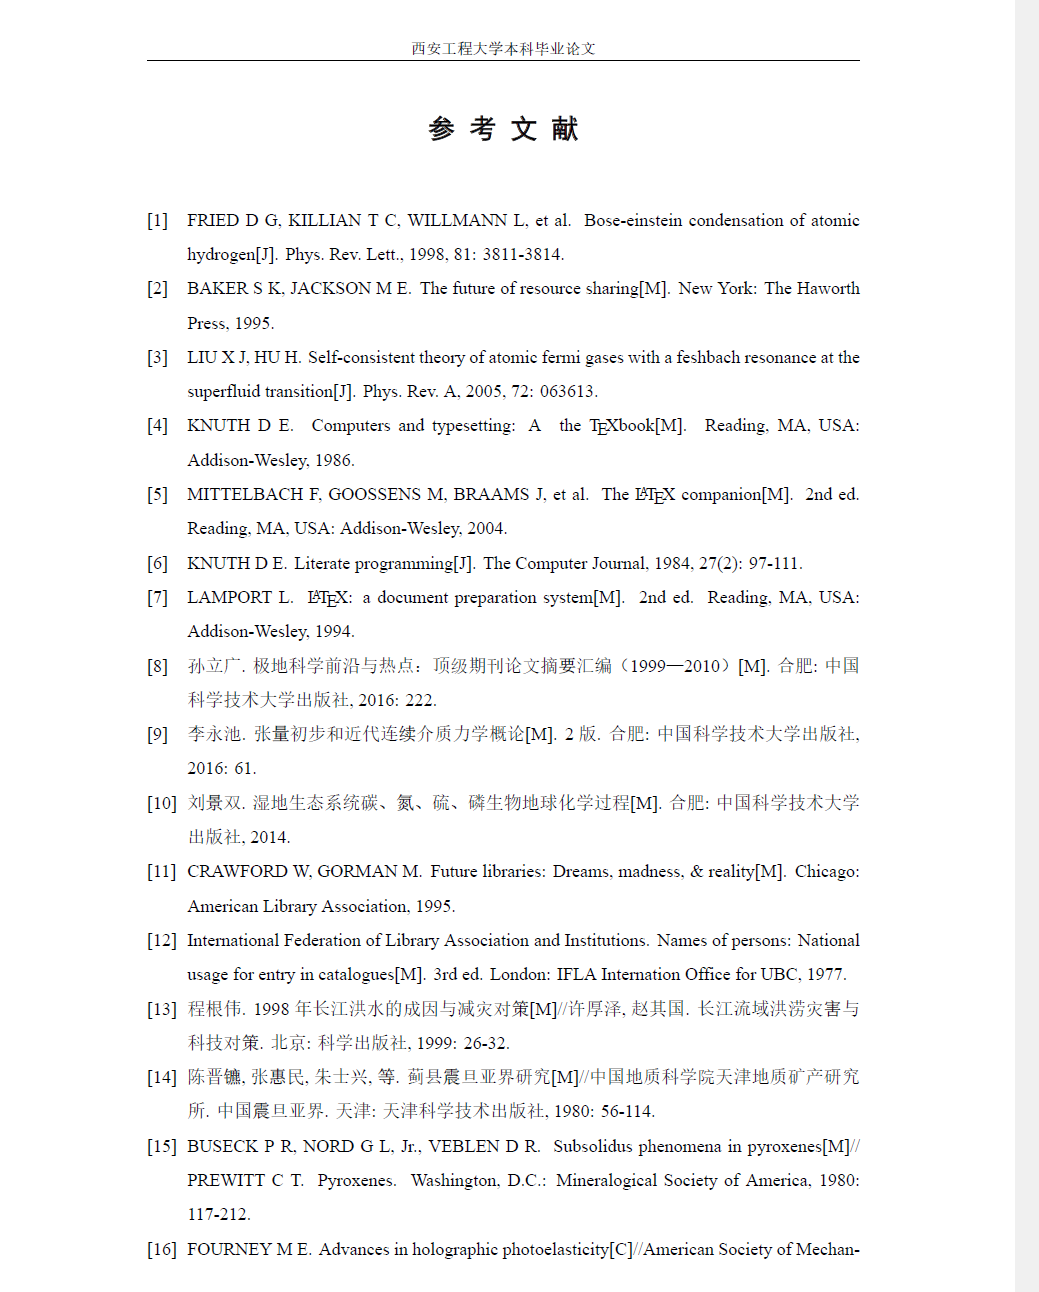 西安工程大学本科毕业论文
参 考 文 献
[1] FRIED D G, KILLIAN T C, WILLMANN L, et al. Bose-einstein condensation of atomic
hydrogen[J]. Phys. Rev. Lett., 1998, 81: 3811-3814.
[2] BAKER S K, JACKSON M E. The future of resource sharing[M]. New York: The Haworth
Press, 1995.
[3] LIU X J, HU H. Self-consistent theory of atomic fermi gases with a feshbach resonance at the
superfluid transition[J]. Phys. Rev. A, 2005, 72: 063613.
[4] KNUTH D E. Computers and typesetting: A the TEXbook[M]. Reading, MA, USA:
Addison-Wesley, 1986.
[5] MITTELBACH F, GOOSSENS M, BRAAMS J, et al. The LATEX companion[M]. 2nd ed.
Reading, MA, USA: Addison-Wesley, 2004.
[6] KNUTH D E. Literate programming[J]. The Computer Journal, 1984, 27(2): 97-111.
[7] LAMPORT L. LATEX: a document preparation system[M]. 2nd ed. Reading, MA, USA:
Addison-Wesley, 1994.
[8] 孙立广. 极地科学前沿与热点：顶级期刊论文摘要汇编（1999—2010）[M]. 合肥: 中国
科学技术大学出版社, 2016: 222.
[9] 李永池. 张量初步和近代连续介质力学概论[M]. 2 版. 合肥: 中国科学技术大学出版社,
2016: 61.
[10] 刘景双. 湿地生态系统碳、氮、硫、磷生物地球化学过程[M]. 合肥: 中国科学技术大学
出版社, 2014.
[11] CRAWFORD W, GORMAN M. Future libraries: Dreams, madness, & reality[M]. Chicago:
American Library Association, 1995.
[12] International Federation of Library Association and Institutions. Names of persons: National
usage for entry in catalogues[M]. 3rd ed. London: IFLA Internation Office for UBC, 1977.
[13] 程根伟. 1998 年长江洪水的成因与减灾对策[M]//许厚泽, 赵其国. 长江流域洪涝灾害与
科技对策. 北京: 科学出版社, 1999: 26-32.
[14] 陈晋镳, 张惠民, 朱士兴, 等. 蓟县震旦亚界研究[M]//中国地质科学院天津地质矿产研究
所. 中国震旦亚界. 天津: 天津科学技术出版社, 1980: 56-114.
[15] BUSECK P R, NORD G L, Jr., VEBLEN D R. Subsolidus phenomena in pyroxenes[M]//
PREWITT C T. Pyroxenes. Washington, D.C.: Mineralogical Society of America, 1980:
117-212.
[16] FOURNEY M E. Advances in holographic photoelasticity[C]//American Society of Mechan-